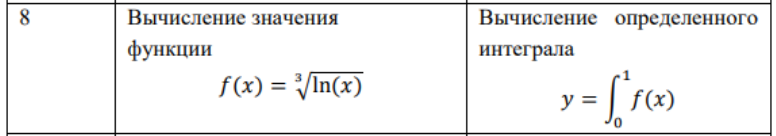 8
Вычисление значения
функции
f(x) = ∛ln(x)
Вычисление определенного
интеграла
y = ∫₀¹ f(x)